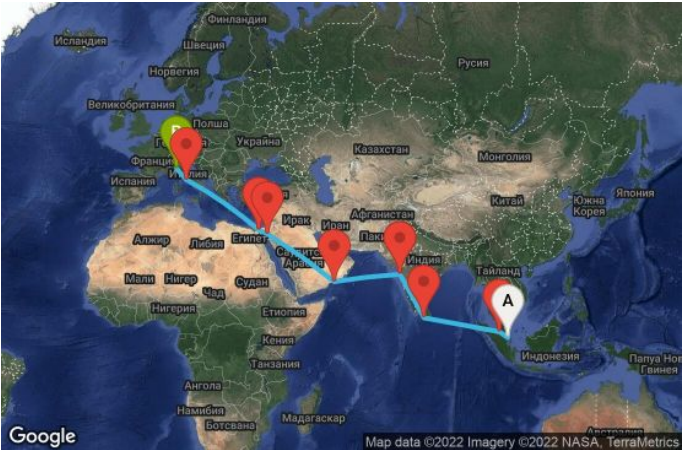 Финляндия
Исландия
Швеция
Норвегия
Русия
Великобритания
Полша
Украйна
Казахстан
Монголия
Франция
Италия
Испания
Япония
Южна
Корея
Китай
Афганистан
Иран
Ирак
Алжир
Либия
Египет
Индия
Тайланд
Мали
Нигер
Чад
Судан
Нигерия
Етиопия
Кения
Танзания
A
Индонезия
Папуа Нов
Гвинея
Ангола
Намибия
Ботсвана
Мадагаскар
Google
Map data ©2022 Imagery ©2022 NASA, TerraMetrics